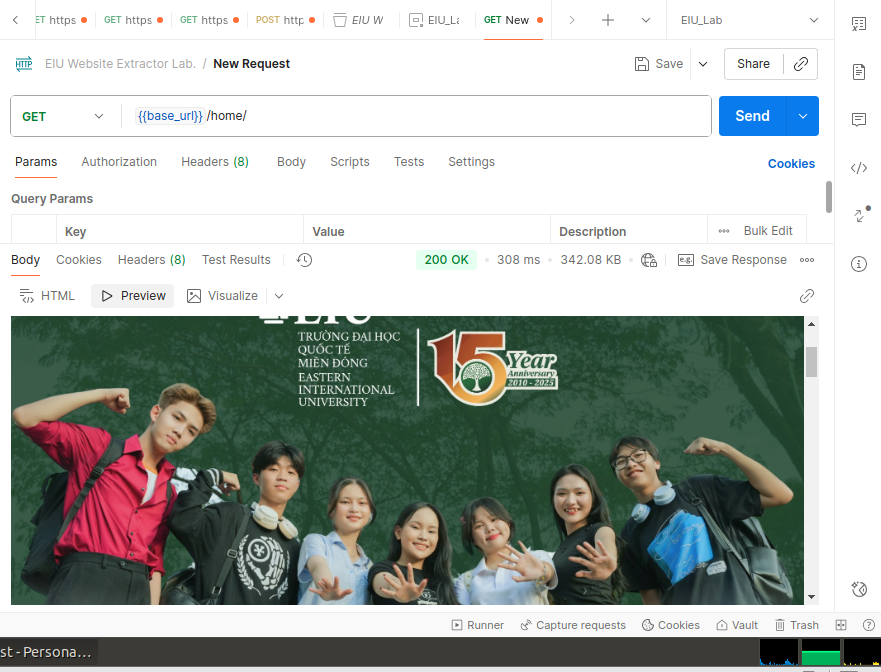 ET https
GET https
GET https
POST http
EIU W
EIU_La
GET New
EIU_Lab
HTTP
EIU Website Extractor Lab. / New Request
Save
Share
GET
{{base_url}} /home/
Send
Params
Authorization
Headers (8)
Body
Scripts
Tests
Settings
Cookies
Query Params
Key
Value
Description
Bulk Edit
Body
Cookies
Headers (8)
Test Results
200 OK
308 ms
342.08 KB
e.g.
Save Response
HTML
Preview
Visualize
EIU
TRƯỜNG ĐẠI HỌC
QUỐC TẾ
MIỀN ĐÔNG
EASTERN
INTERNATIONAL
UNIVERSITY
15 Year
Anniversary
2010 - 2025
Runner
Capture requests
Cookies
Vault
Trash
st - Persona...